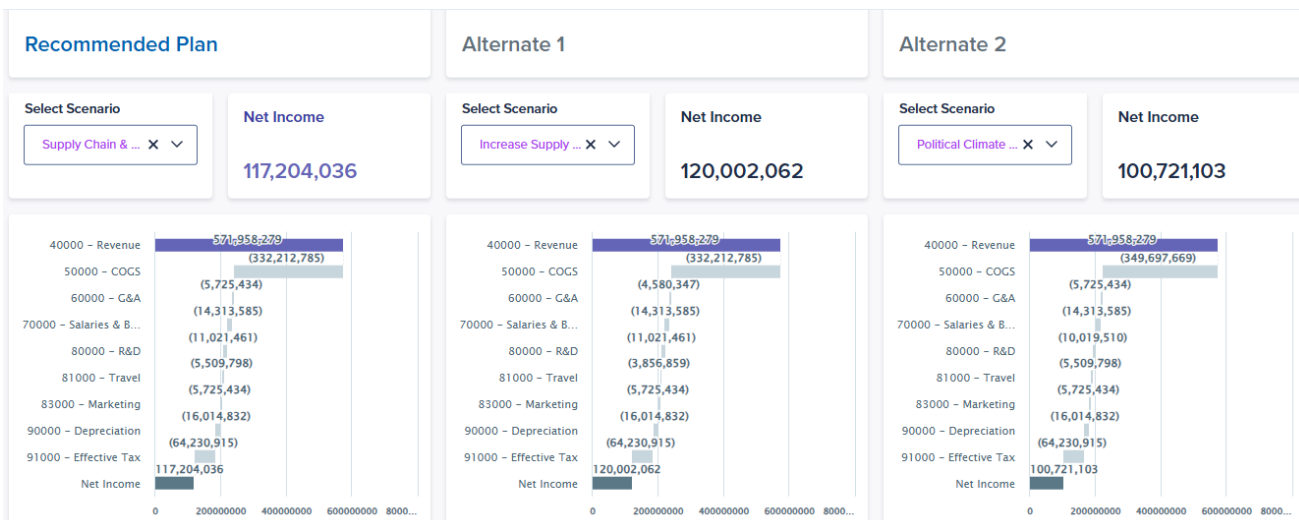 Recommended Plan
Select Scenario
Supply Chain & ...
Net Income
117,204,036
571,958,279
40000 – Revenue
(332,212,785)
50000 – COGS
(5,725,434)
60000 – G&A
(14,313,585)
70000 – Salaries & B...
(11,021,461)
80000 – R&D
(5,509,798)
81000 – Travel
(5,725,434)
83000 – Marketing
(16,014,832)
90000 – Depreciation
(64,230,915)
91000 – Effective Tax
117,204,036
Net Income
0 200000000 400000000 600000000 8000...
Alternate 1
Select Scenario
Increase Supply ...
Net Income
120,002,062
571,958,279
40000 – Revenue
(332,212,785)
50000 – COGS
(4,580,347)
60000 – G&A
(14,313,585)
70000 – Salaries & B...
(11,021,461)
80000 – R&D
(3,856,859)
81000 – Travel
(5,725,434)
83000 – Marketing
(16,014,832)
90000 – Depreciation
(64,230,915)
91000 – Effective Tax
120,002,062
Net Income
0 200000000 400000000 600000000 8000...
Alternate 2
Select Scenario
Political Climate ...
Net Income
100,721,103
571,958,279
40000 – Revenue
(349,697,669)
50000 – COGS
(5,725,434)
60000 – G&A
(14,313,585)
70000 – Salaries & B...
(10,019,510)
80000 – R&D
(5,509,798)
81000 – Travel
(5,725,434)
83000 – Marketing
(16,014,832)
90000 – Depreciation
(64,230,915)
91000 – Effective Tax
100,721,103
Net Income
0 200000000 400000000 600000000 8000...